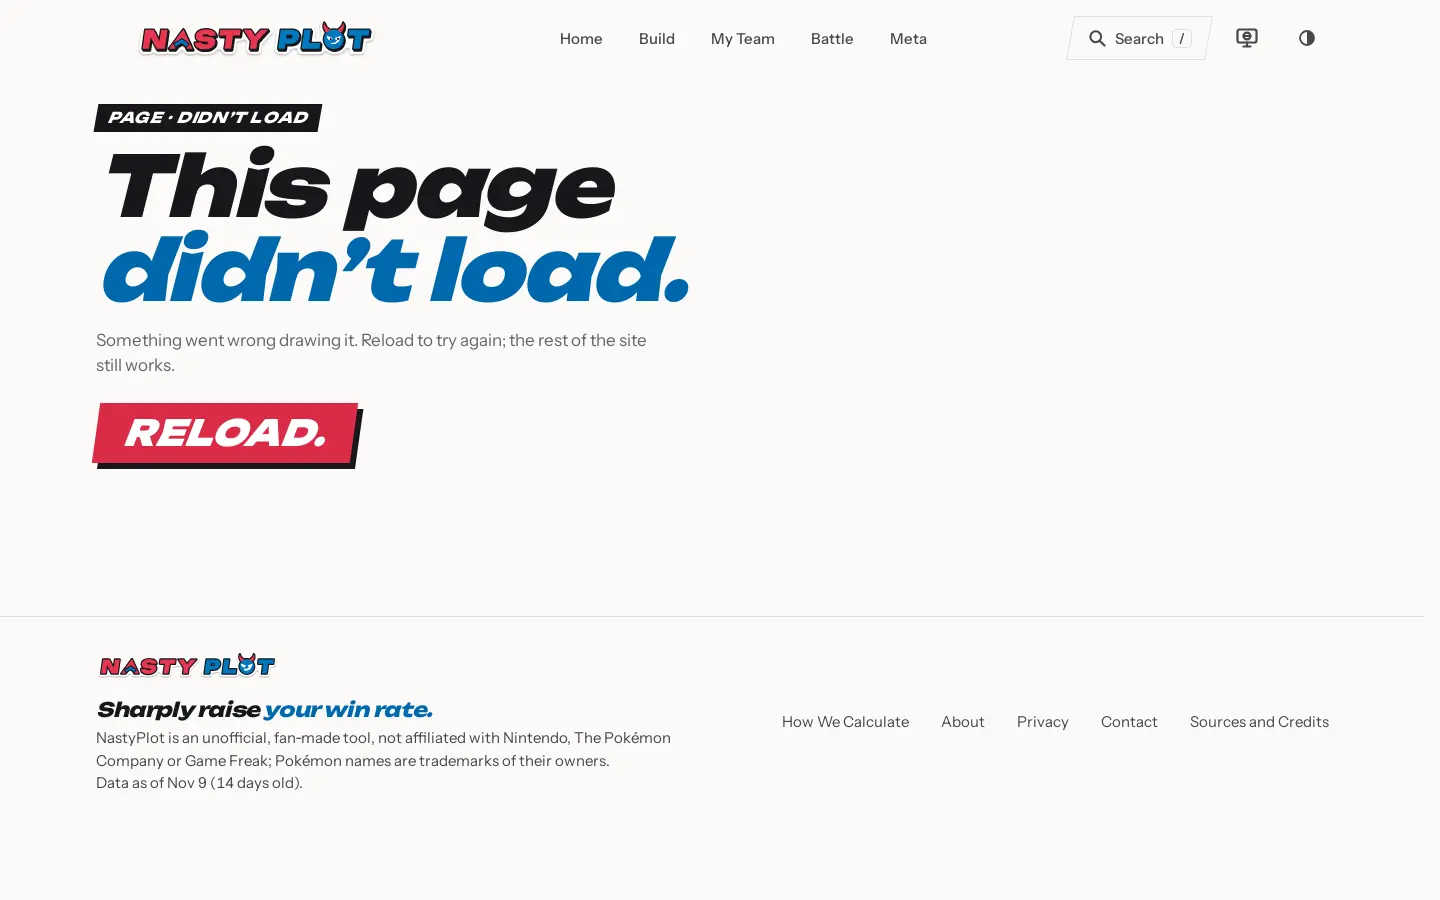 NASTY PLOT
Home
Build
My Team
Battle
Meta
Search /
PAGE · DIDN’T LOAD
This page
didn’t load.
Something went wrong drawing it. Reload to try again; the rest of the site
still works.
RELOAD.
NASTY PLOT
Sharply raise your win rate.
NastyPlot is an unofficial, fan-made tool, not affiliated with Nintendo, The Pokémon
Company or Game Freak; Pokémon names are trademarks of their owners.
Data as of Nov 9 (14 days old).
How We Calculate
About
Privacy
Contact
Sources and Credits